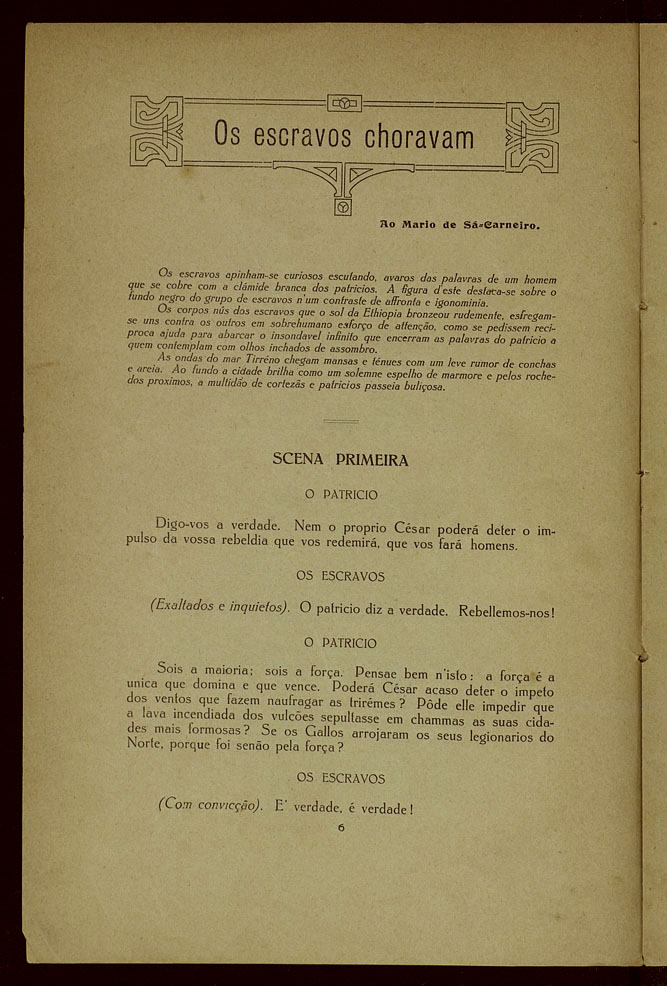 Os escravos choravam
Ao Mario de Sá-Carneiro.
Os escravos apinham-se curiosos escutando, avaros das palavras de um homem
que se cobre com a clâmide branca dos patricios. A figura d'este destaca-se sobre o
fundo negro do grupo de escravos n'um contraste de affronta e igonominia.
Os corpos nús dos escravos que o sol da Ethiopia bronzeou rudemente, esfregam-
se uns contra os outros em sobrehumano esforço de attenção, como se pedissem reci-
proca ajuda para abarcar o insondavel infinito que encerram as palavras do patricio a
quem contemplam com olhos inchados de assombro.
As ondas do mar Tirréno chegam mansas e ténues com um leve rumor de conchas
e areia. Ao fundo a cidade brilha como um solemne espelho de marmore e pelos roche-
dos proximos, a multidão de cortezãs e patricios passeia buliçosa.
SCENA PRIMEIRA
O PATRICIO
Digo-vos a verdade. Nem o proprio César poderá deter o im-
pulso da vossa rebeldia que vos redemirá, que vos fará homens.
OS ESCRAVOS
(Exaltados e inquietos). O patricio diz a verdade. Rebellemos-nos!
O PATRICIO
Sois a maioria; sois a força. Pensae bem n'isto: a força é a
unica que domina e que vence. Poderá César acaso deter o impeto
dos ventos que fazem naufragar as trirémes? Póde elle impedir que
a lava incendiada dos vulcões sepultasse em chammas as suas cida-
des mais formosas? Se os Gallos arrojaram os seus legionarios do
Norte, porque foi senão pela força?
OS ESCRAVOS
(Com convicção). E' verdade, é verdade!
6